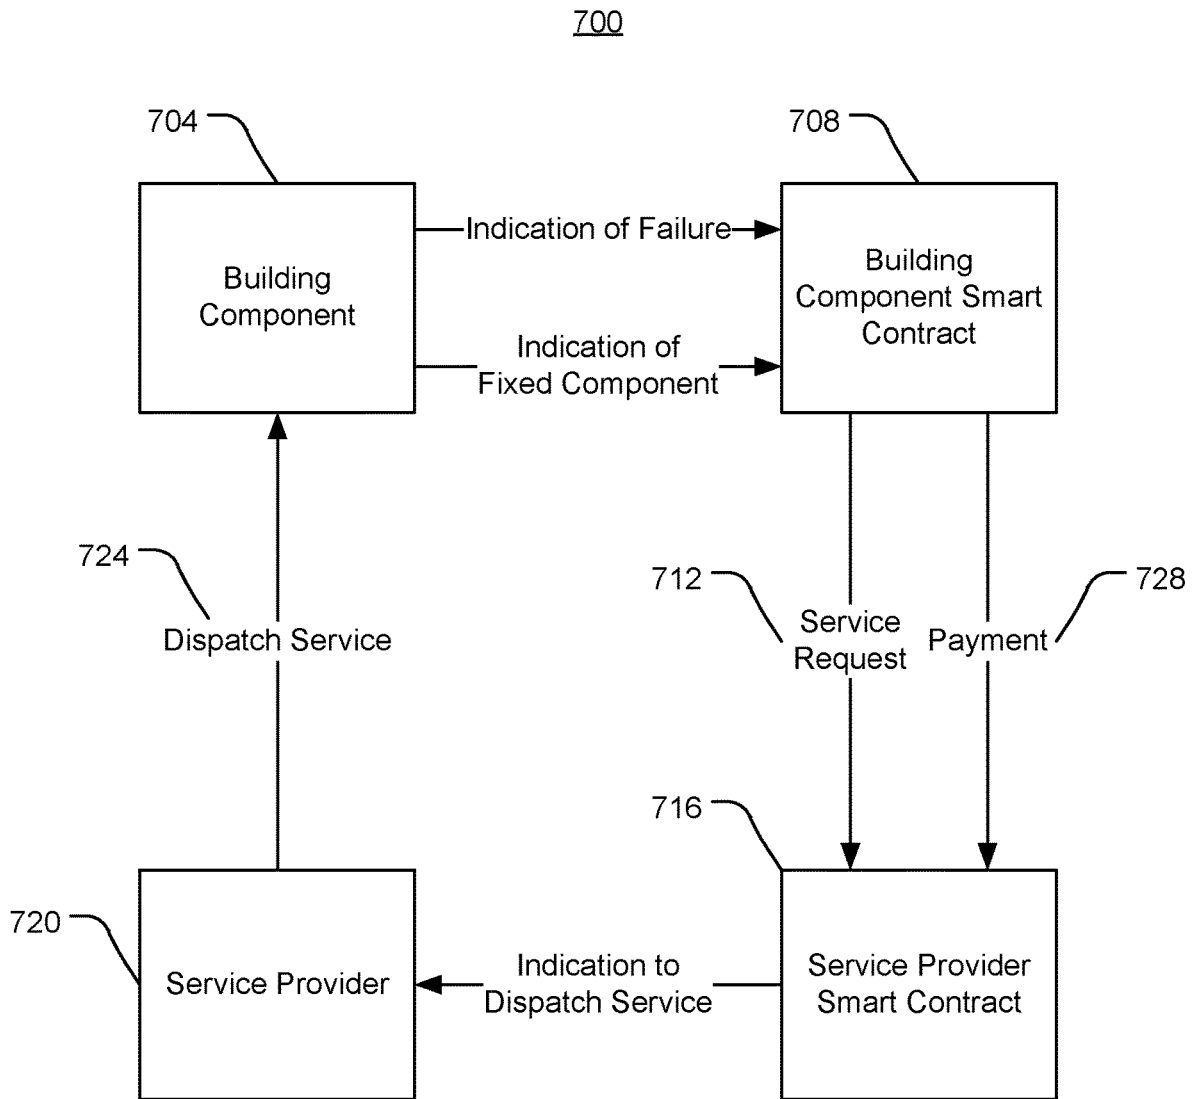 700
704
708
Indication of Failure
Building
Component
Building
Component Smart
Contract
Indication of
Fixed Component
724
712
728
Dispatch Service
Service
Request
Payment
716
720
Service Provider
Indication to
Dispatch Service
Service Provider
Smart Contract